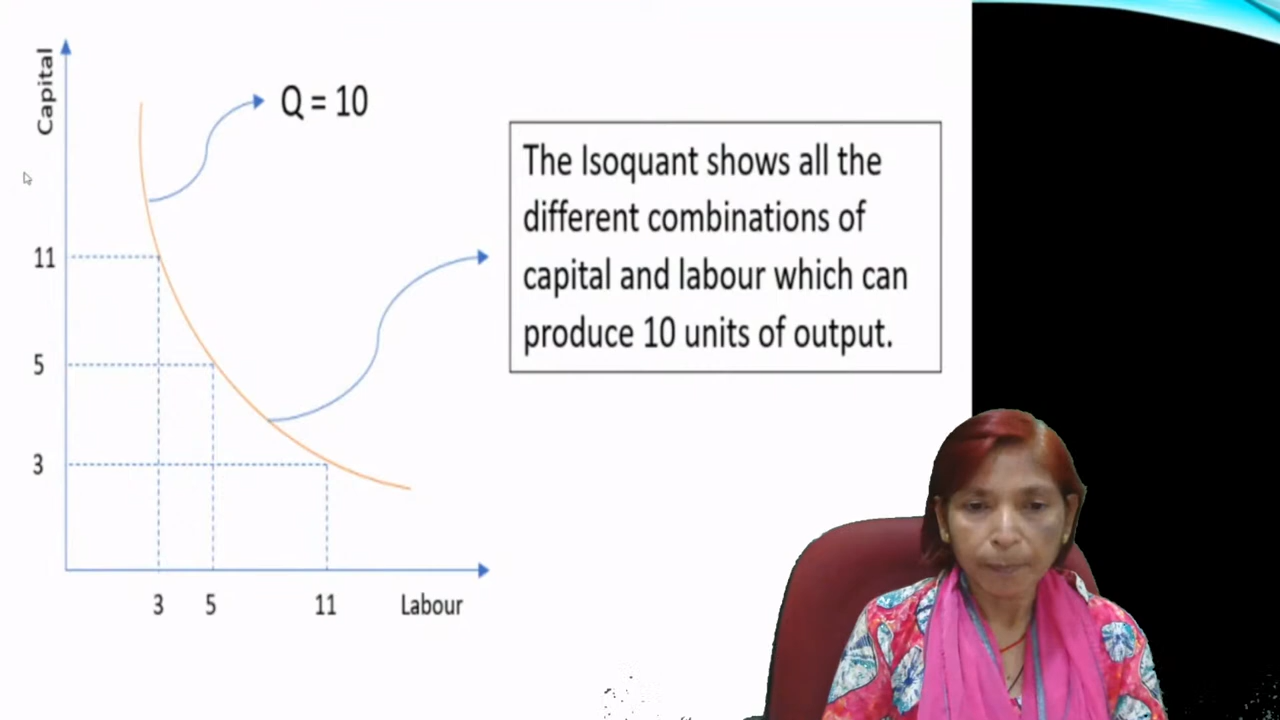 Capital
Q = 10
The Isoquant shows all the
different combinations of
capital and labour which can
produce 10 units of output.
11
5
3
3 5 11 Labour